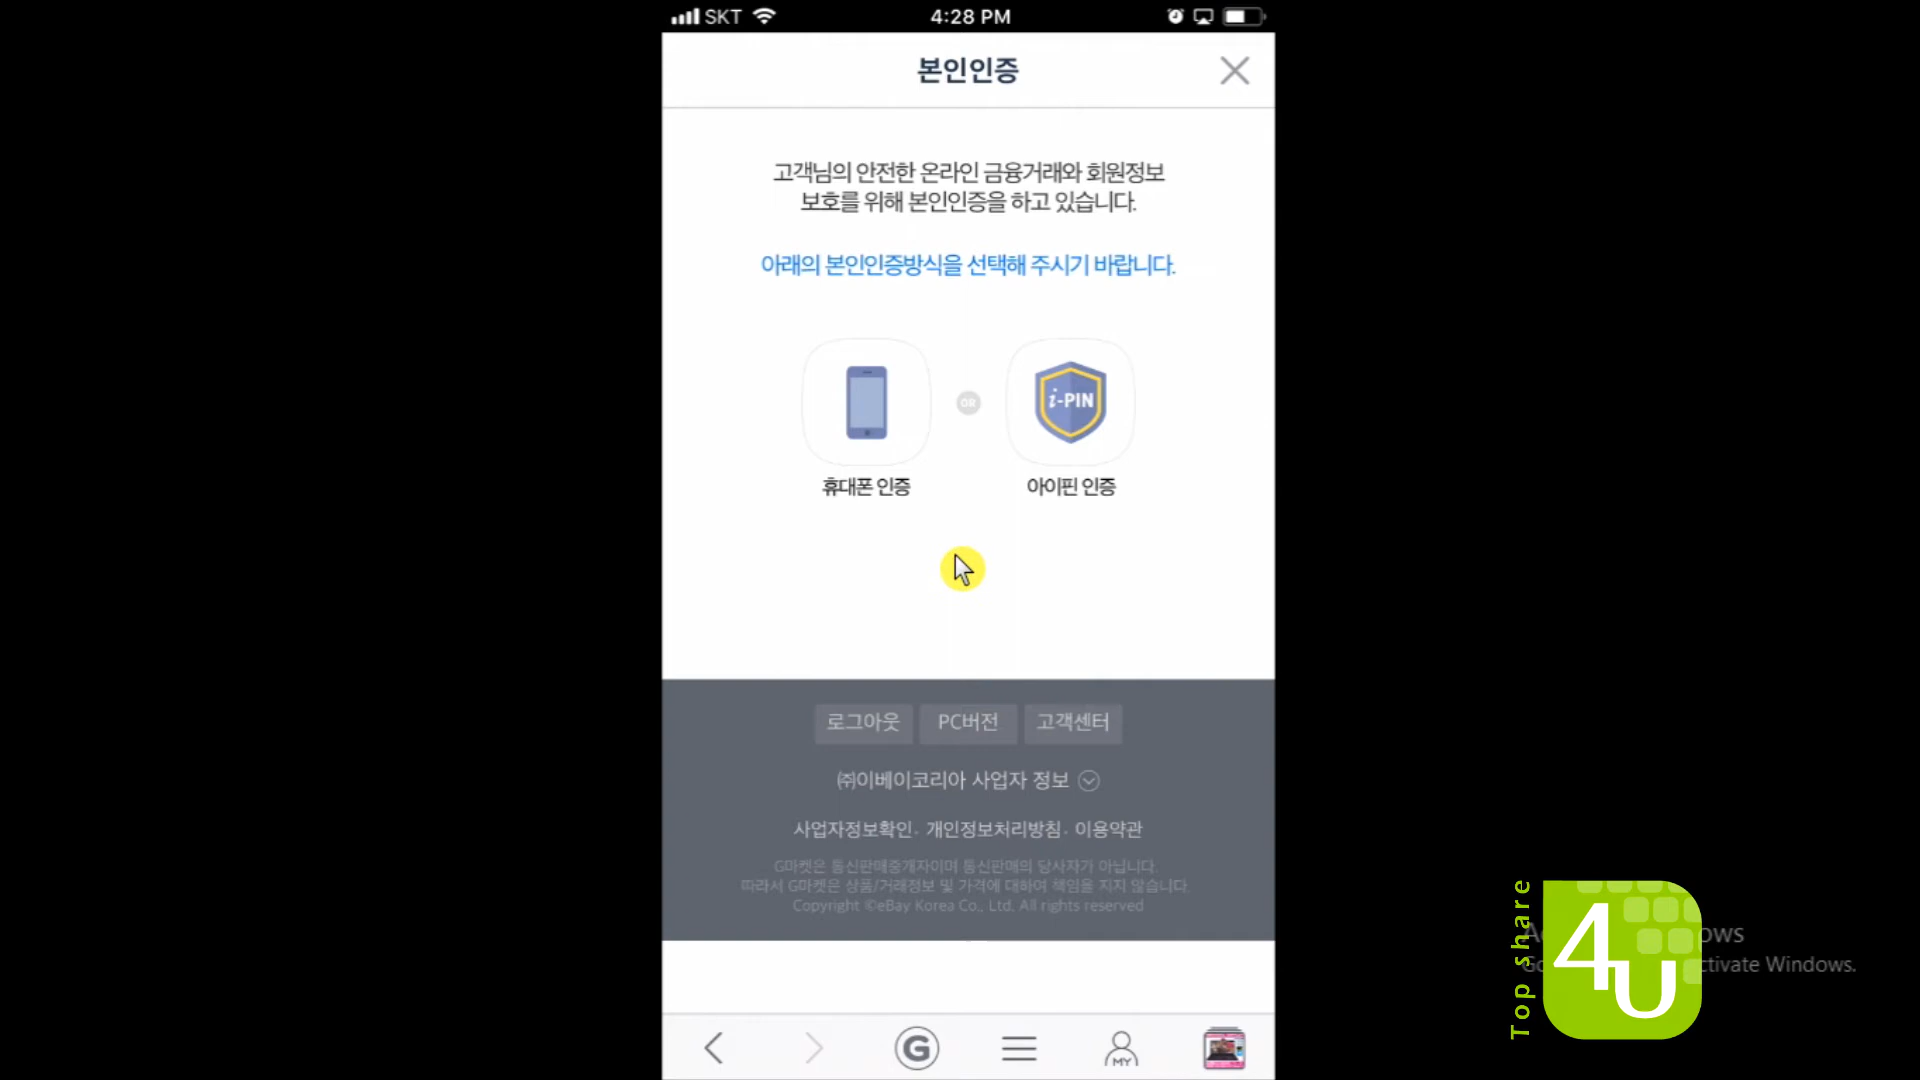 SKT 4:28 PM
본인인증
고객님의 안전한 온라인 금융거래와 회원정보
보호를 위해 본인인증을 하고 있습니다.
아래의 본인인증방식을 선택해 주시기 바랍니다.
OR
i-PIN
휴대폰 인증 아이핀 인증
로그아웃 PC버전 고객센터
㈜이베이코리아 사업자 정보
사업자정보확인· 개인정보처리방침· 이용약관
G마켓은 통신판매중개자이며 통신판매의 당사자가 아닙니다.
따라서 G마켓은 상품/거래정보 및 가격에 대하여 책임을 지지 않습니다.
Copyright ©eBay Korea Co., Ltd. All rights reserved
G MY
Top share
4U
Windows.